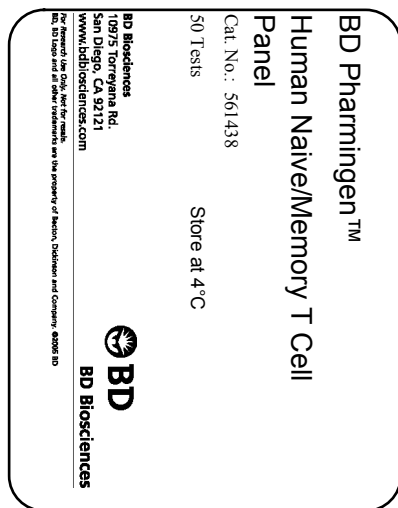 BD Pharmingen™
Human Naive/Memory T Cell
Panel
Cat. No.: 561438
50 Tests Store at 4°C
BD Biosciences
10975 Torreyana Rd.
San Diego, CA 92121
www.bdbiosciences.com
BD
BD Biosciences
For Research Use Only. Not for resale.
BD, BD Logo and all other trademarks are the property of Becton, Dickinson and Company. ©2006 BD